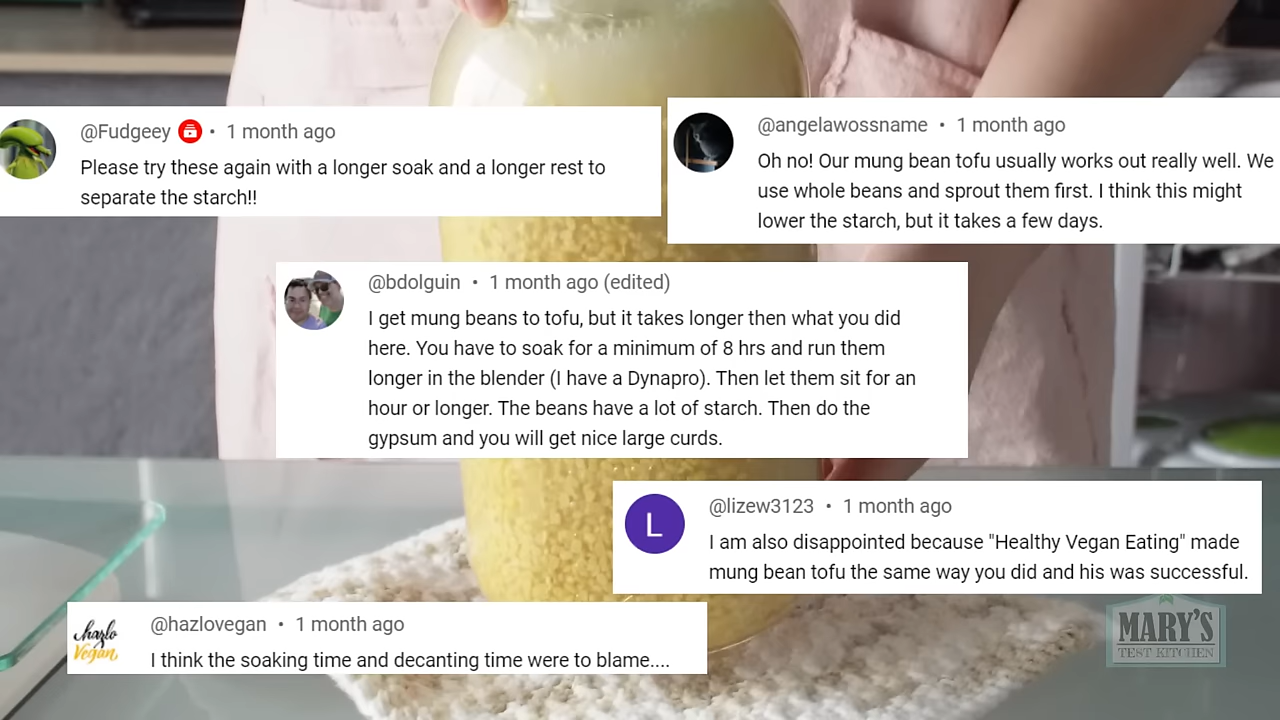 @Fudgeey • 1 month ago
Please try these again with a longer soak and a longer rest to
separate the starch!!
@angelawossname • 1 month ago
Oh no! Our mung bean tofu usually works out really well. We
use whole beans and sprout them first. I think this might
lower the starch, but it takes a few days.
@bdolguin • 1 month ago (edited)
I get mung beans to tofu, but it takes longer then what you did
here. You have to soak for a minimum of 8 hrs and run them
longer in the blender (I have a Dynapro). Then let them sit for an
hour or longer. The beans have a lot of starch. Then do the
gypsum and you will get nice large curds.
L
@lizew3123 • 1 month ago
I am also disappointed because "Healthy Vegan Eating" made
mung bean tofu the same way you did and his was successful.
hazlo
Vegan
@hazlovegan • 1 month ago
I think the soaking time and decanting time were to blame....
MARY'S
TEST KITCHEN